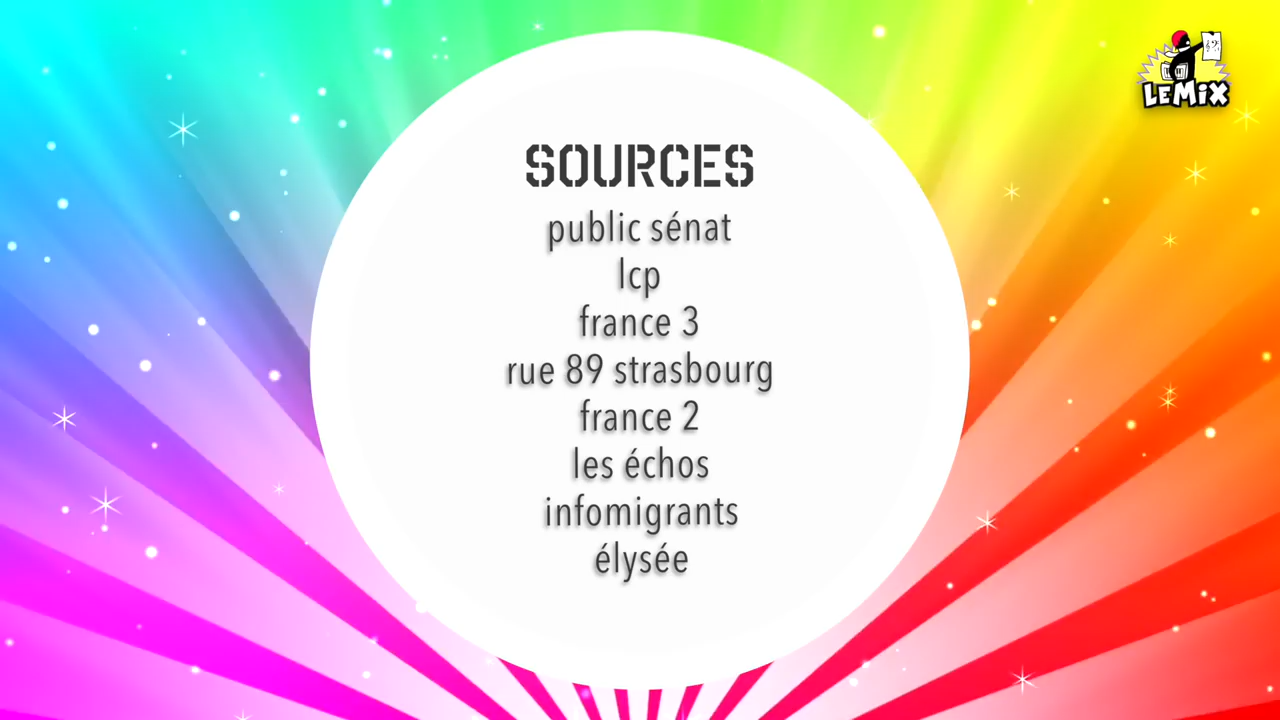 LEMiX
SOURCES
public sénat
lcp
france 3
rue 89 strasbourg
france 2
les échos
infomigrants
élysée